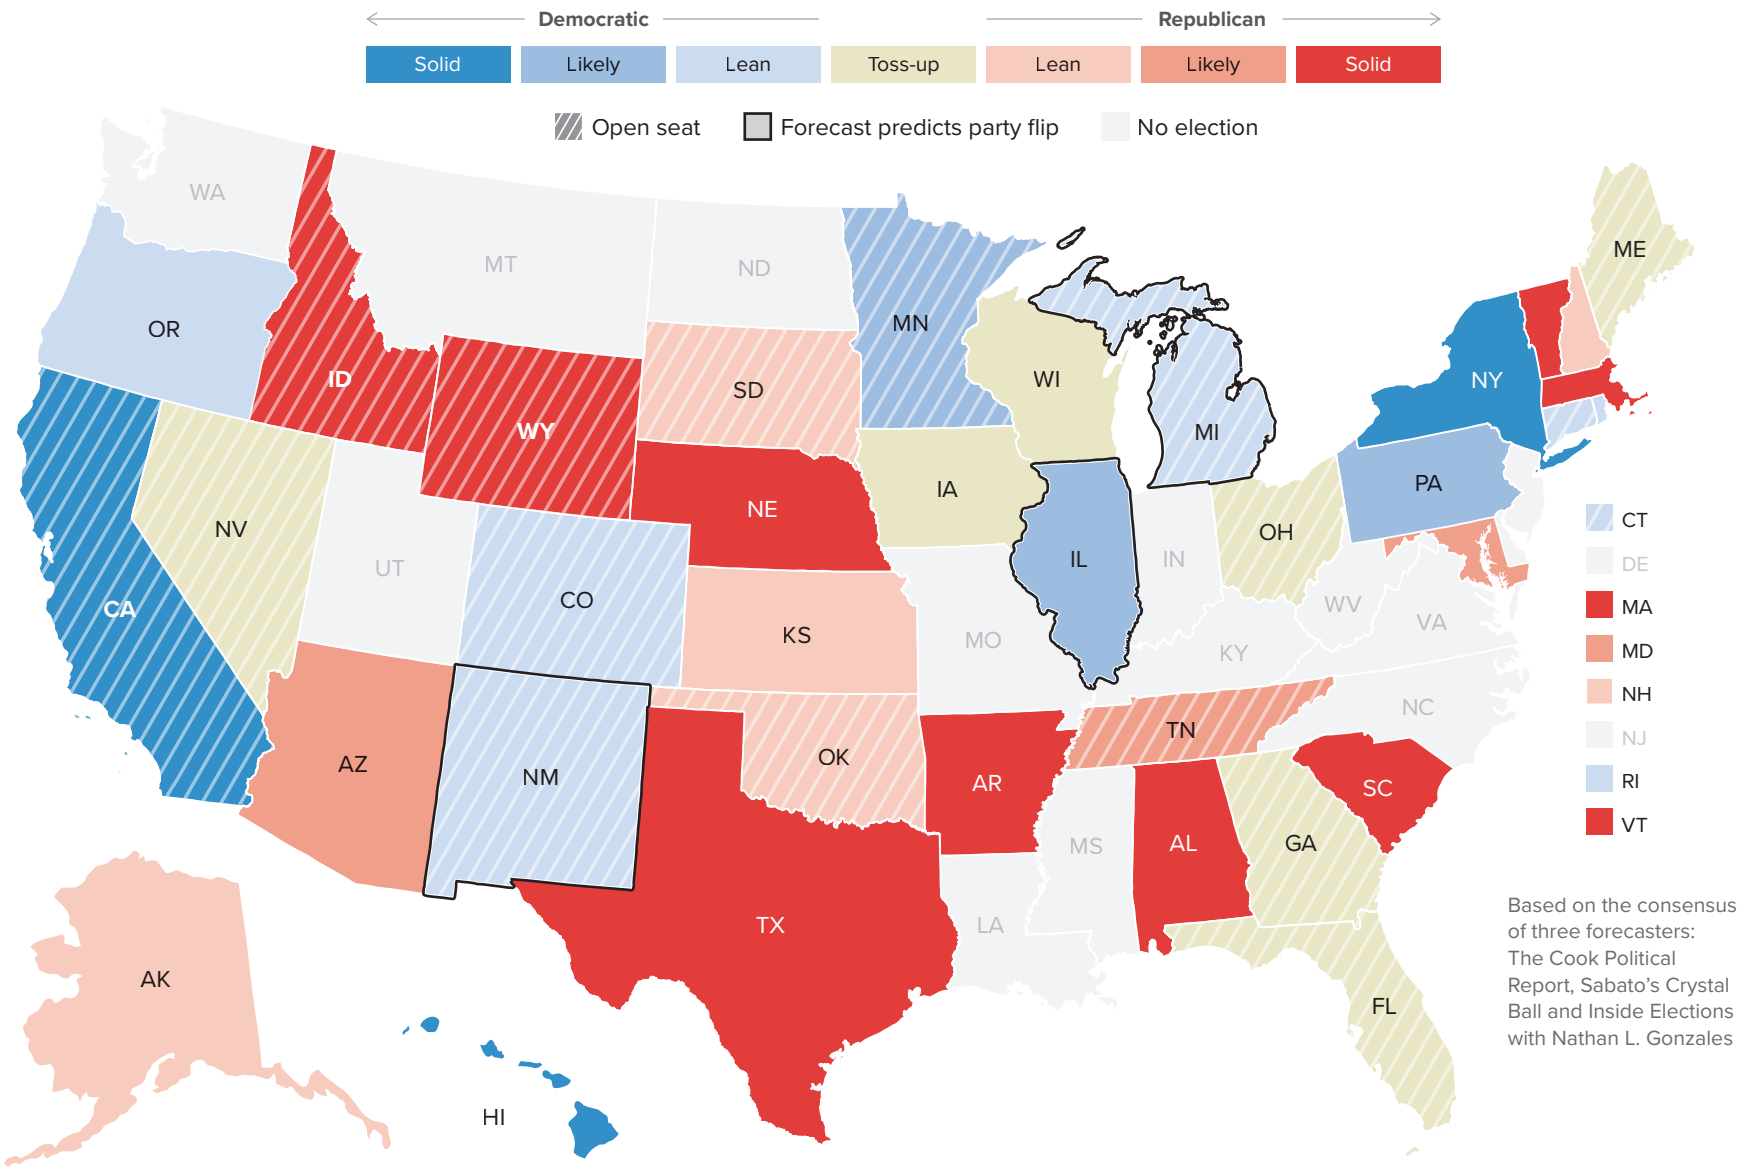 Democratic
Republican
Solid
Likely
Lean
Toss-up
Lean
Likely
Solid
Open seat
Forecast predicts party flip
No election
WA
MT
ND
MN
ME
OR
ID
WY
SD
WI
MI
NY
NV
NE
IA
PA
CA
UT
CO
KS
MO
IL
IN
OH
WV
VA
KY
CT
DE
MA
MD
NH
NJ
RI
VT
AZ
NM
OK
AR
TN
NC
SC
MS
AL
GA
TX
LA
FL
AK
HI
Based on the consensus
of three forecasters:
The Cook Political
Report, Sabato’s Crystal
Ball and Inside Elections
with Nathan L. Gonzales